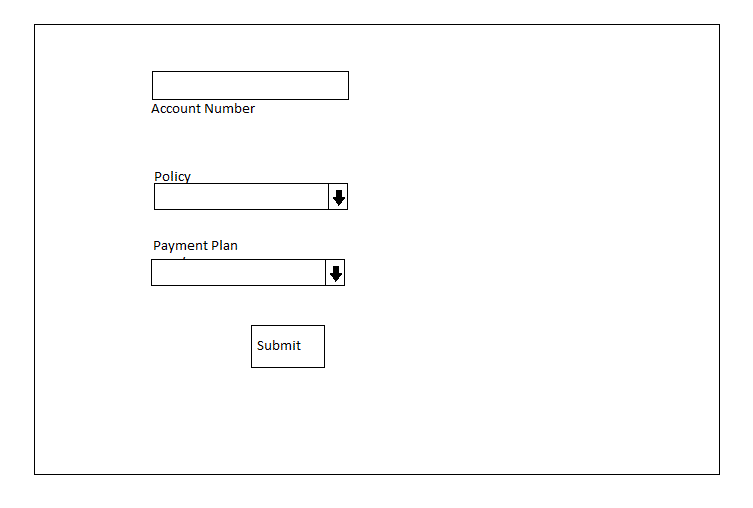 Account Number
Policy
Payment Plan
Submit